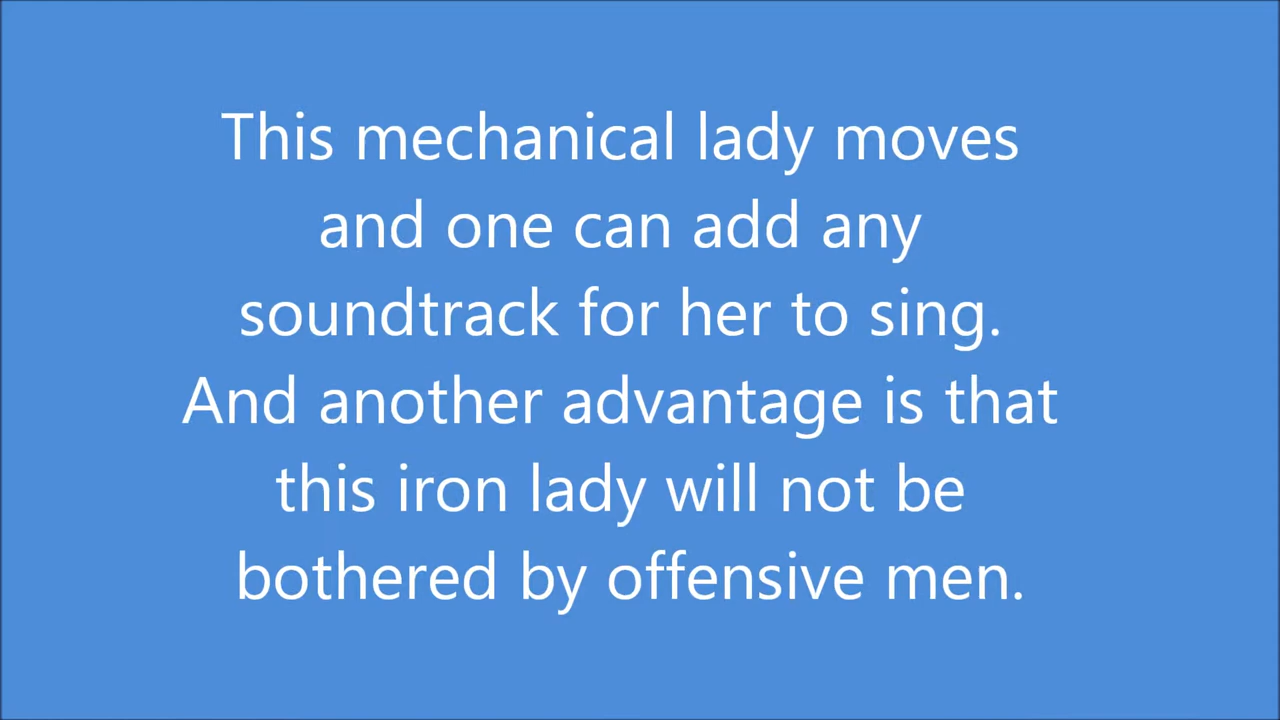 This mechanical lady moves
and one can add any
soundtrack for her to sing.
And another advantage is that
this iron lady will not be
bothered by offensive men.